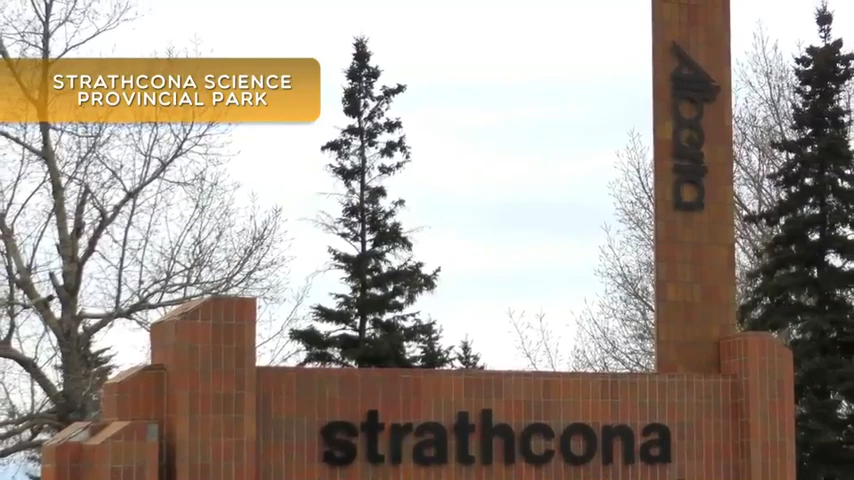 STRATHCONA SCIENCE
PROVINCIAL PARK
Alberta
strathcona